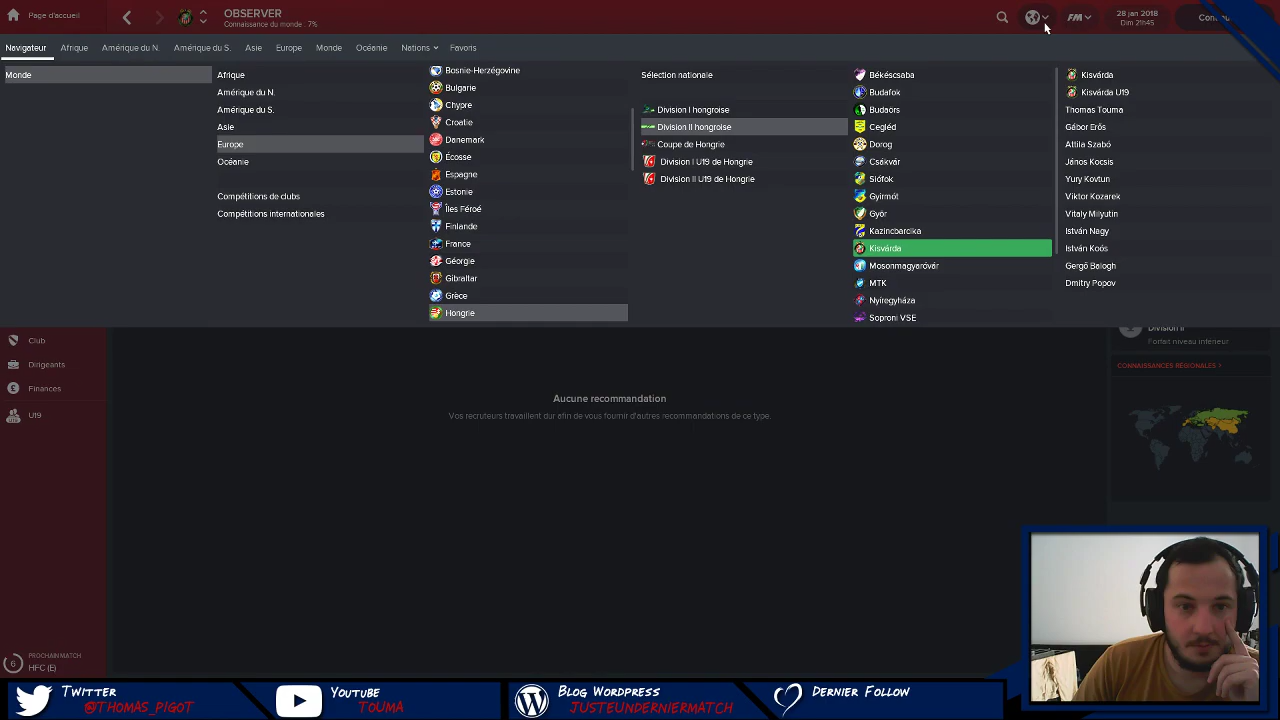 Page d'accueil
OBSERVER
Connaissance du monde : 7%
FM
28 jan 2018
Dim 21h45
Navigateur
Afrique
Amérique du N.
Amérique du S.
Asie
Europe
Monde
Océanie
Nations
Favoris
Monde
Afrique
Amérique du N.
Amérique du S.
Asie
Europe
Océanie
Compétitions de clubs
Compétitions internationales
Bosnie-Herzégovine
Bulgarie
Chypre
Croatie
Danemark
Écosse
Espagne
Estonie
Îles Féroé
Finlande
France
Géorgie
Gibraltar
Grèce
Hongrie
Sélection nationale
Division I hongroise
Division II hongroise
Coupe de Hongrie
Division I U19 de Hongrie
Division II U19 de Hongrie
Békéscsaba
Budafok
Budaörs
Cegléd
Dorog
Csákvár
Siófok
Gyirmót
Győr
Kazincbarcika
Kisvárda
Mosonmagyaróvár
MTK
Nyíregyháza
Soproni VSE
Kisvárda
Kisvárda U19
Thomas Touma
Gábor Erős
Attila Szabó
János Kocsis
Yury Kovtun
Viktor Kozarek
Vitaly Milyutin
István Nagy
István Koós
Gergő Balogh
Dmitry Popov
Club
Dirigeants
Finances
U19
Aucune recommandation
Vos recruteurs travaillent dur afin de vous fournir d'autres recommandations de ce type.
Division II
Forfait niveau inférieur
CONNAISSANCES RÉGIONALES >
6
PROCHAIN MATCH
HFC (E)
Twitter
@Thomas_Pigot
Youtube
Touma
Blog Wordpress
JusteUnDernierMatch
Dernier Follow